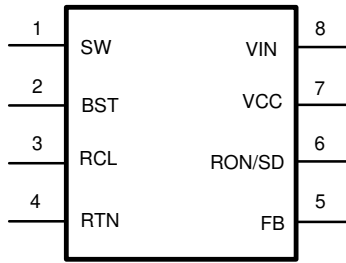 1 SW VIN 8
2 BST VCC 7
3 RCL RON/SD 6
4 RTN FB 5